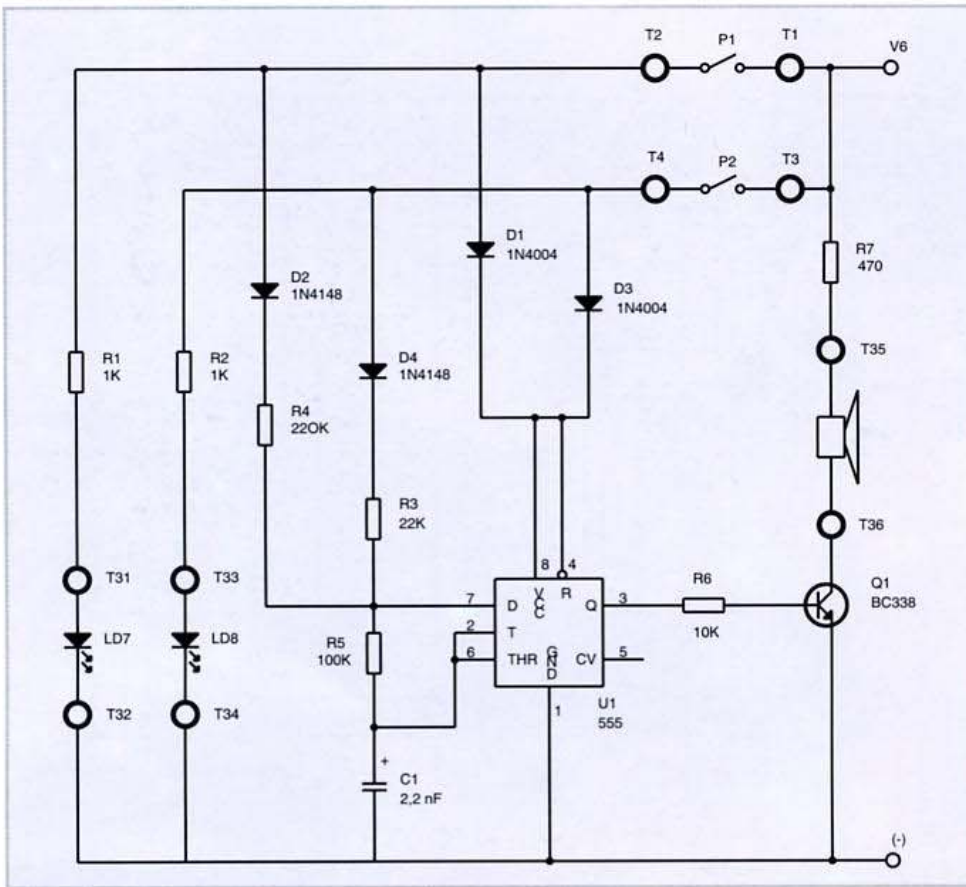 T2
P1
T1
V6
T4
P2
T3
D1
1N4004
R7
470
D2
1N4148
D3
1N4004
T35
R1
1K
R2
1K
D4
1N4148
R4
22OK
R3
22K
T36
T31
T33
8
4
Q1
BC338
7
D
VCC
R
Q
3
R6
10K
2
T
LD7
LD8
R5
100K
6
THR
GND
CV
5
T32
T34
1
U1
555
+
C1
2,2 nF
(-)